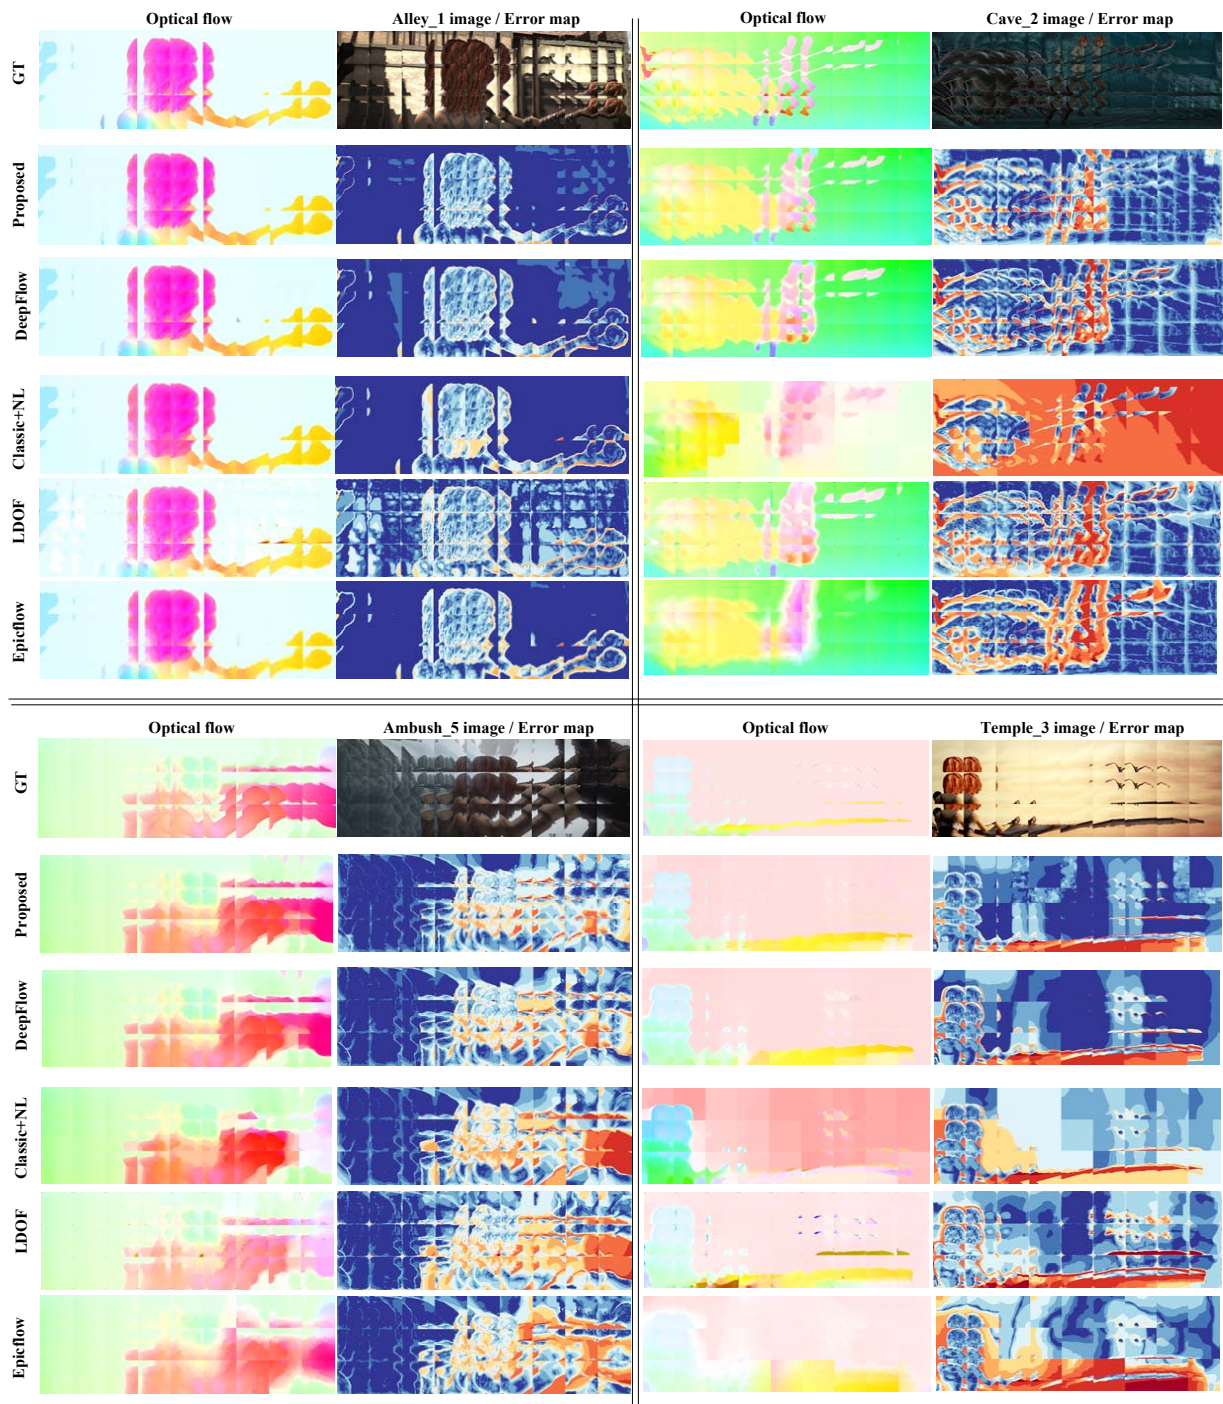 Optical flow Alley_1 image / Error map Optical flow Cave_2 image / Error map
GT
Proposed
DeepFlow
Classic+NL
LDOF
Epicflow
Optical flow Ambush_5 image / Error map Optical flow Temple_3 image / Error map
GT
Proposed
DeepFlow
Classic+NL
LDOF
Epicflow